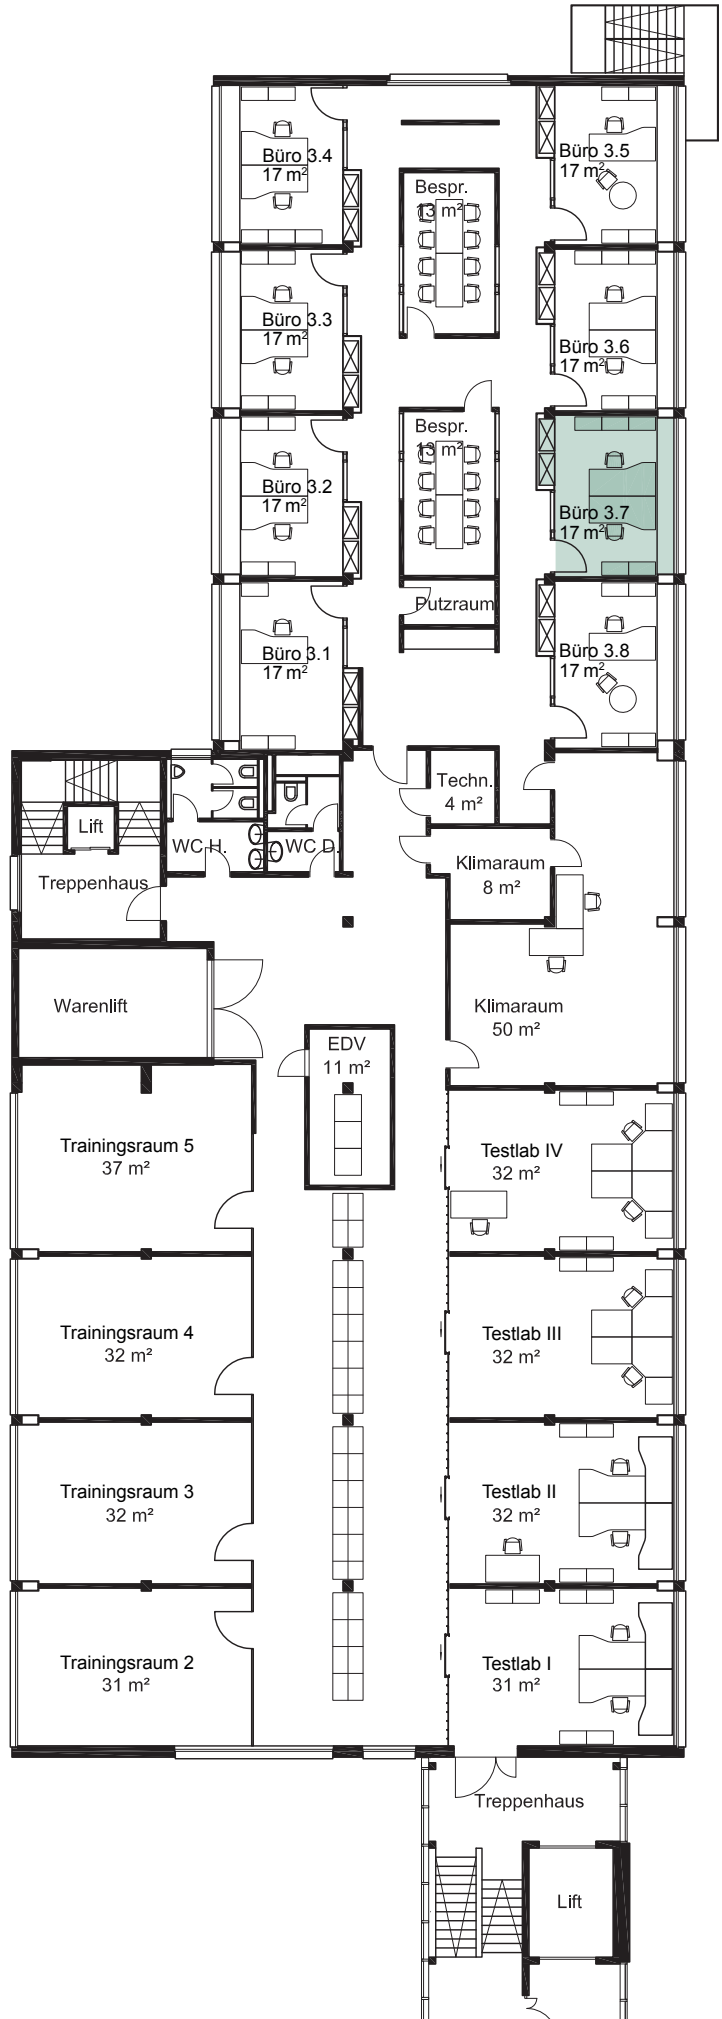 Büro 3.4
17 m²
Büro 3.5
17 m²
Bespr.
13 m²
Büro 3.3
17 m²
Büro 3.6
17 m²
Bespr.
13 m²
Büro 3.2
17 m²
Büro 3.7
17 m²
Putzraum
Büro 3.1
17 m²
Büro 3.8
17 m²
Techn.
4 m²
Lift
WC H.
WC D.
Klimaraum
8 m²
Treppenhaus
Warenlift
Klimaraum
50 m²
EDV
11 m²
Trainingsraum 5
37 m²
Testlab IV
32 m²
Trainingsraum 4
32 m²
Testlab III
32 m²
Trainingsraum 3
32 m²
Testlab II
32 m²
Trainingsraum 2
31 m²
Testlab I
31 m²
Treppenhaus
Lift